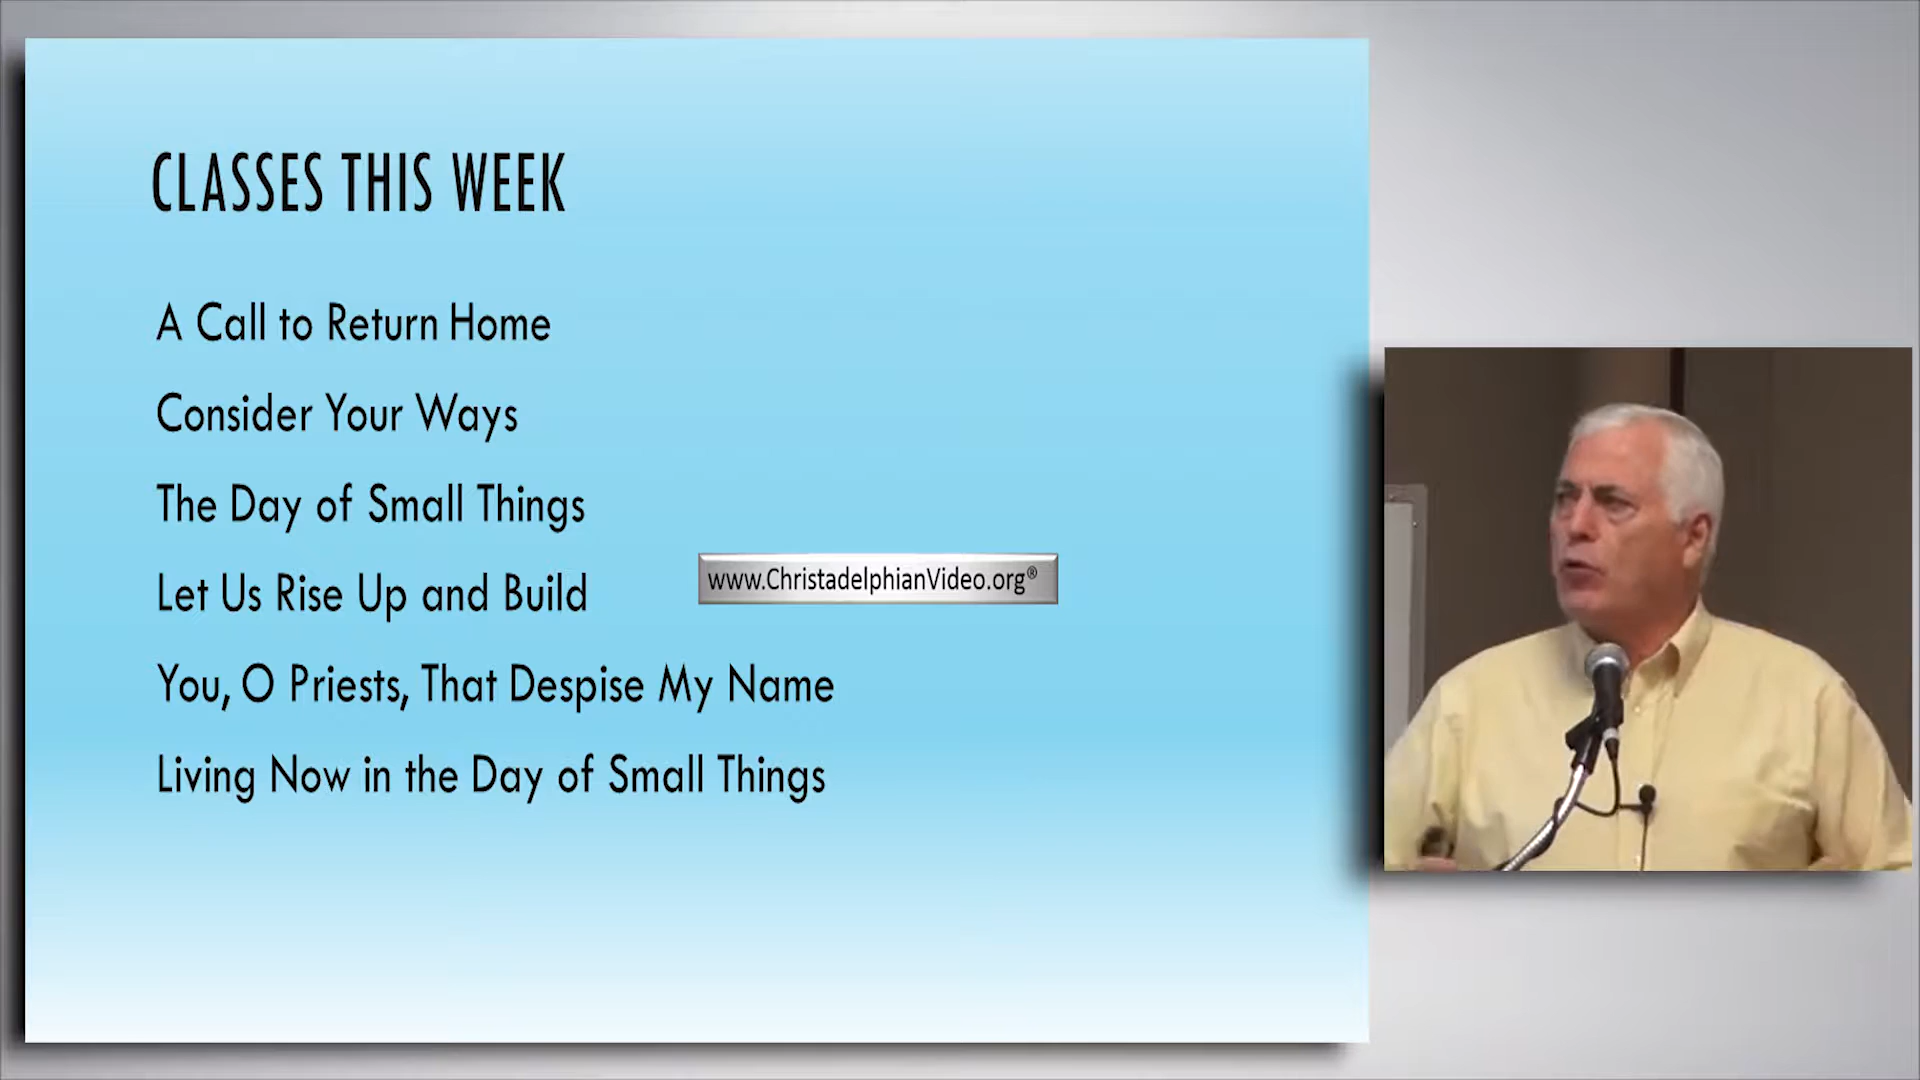 CLASSES THIS WEEK
A Call to Return Home
Consider Your Ways
The Day of Small Things
Let Us Rise Up and Build
www.ChristadelphianVideo.org®
You, O Priests, That Despise My Name
Living Now in the Day of Small Things